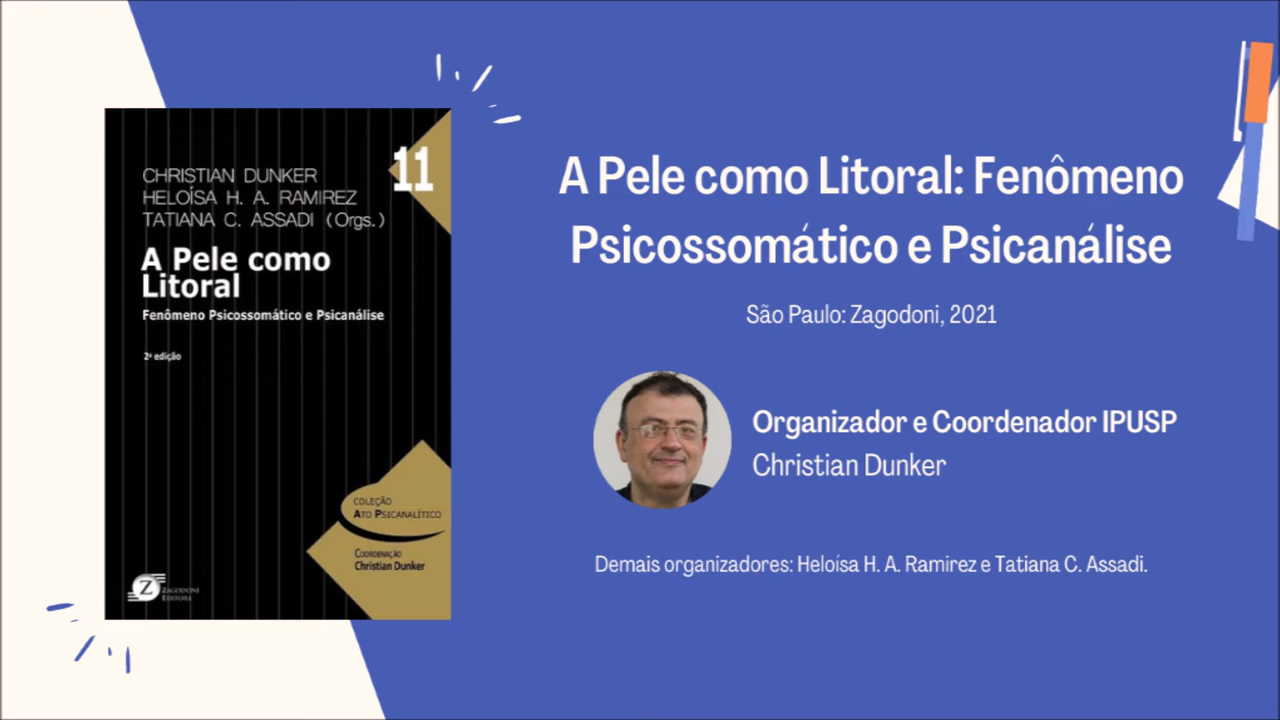 CHRISTIAN DUNKER
HELOÍSA H. A. RAMIREZ
TATIANA C. ASSADI (Orgs.)
11
A Pele como
Litoral
Fenômeno Psicossomático e Psicanálise
2ª edição
COLEÇÃO
ATO PSICANALÍTICO
COORDENAÇÃO
Christian Dunker
Z
ZAGODONI
EDITORA
A Pele como Litoral: Fenômeno
Psicossomático e Psicanálise
São Paulo: Zagodoni, 2021
Organizador e Coordenador IPUSP
Christian Dunker
Demais organizadores: Heloísa H. A. Ramirez e Tatiana C. Assadi.